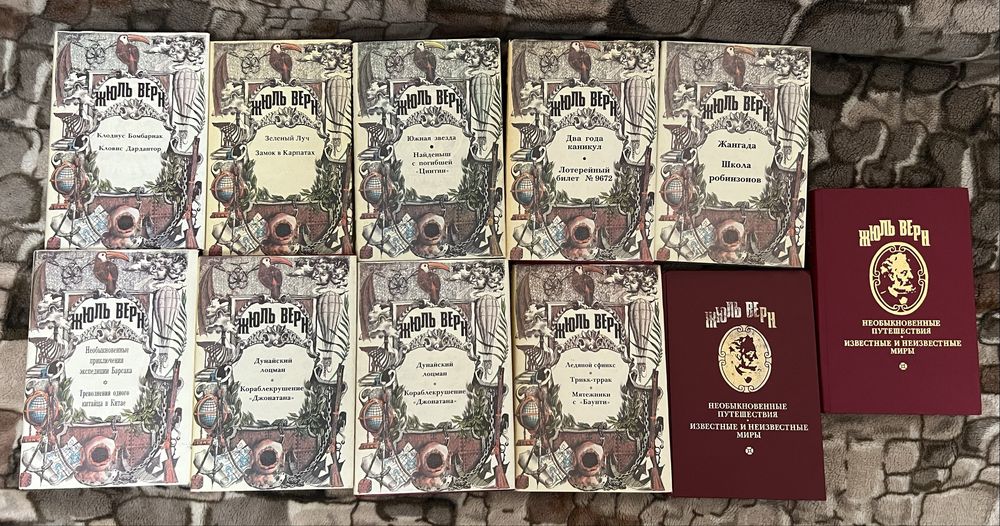 ЖЮЛЬ ВЕРН
Клодиус Бомбарнак
Кловис Дардантор
ЖЮЛЬ ВЕРН
Зеленый Луч
Замок в Карпатах
ЖЮЛЬ ВЕРН
Южная звезда
Найденыш
с погибшей
«Цинтии»
ЖЮЛЬ ВЕРН
Два года
каникул
Лотерейный
билет № 9672
ЖЮЛЬ ВЕРН
Жангада
Школа
робинзонов
ЖЮЛЬ ВЕРН
Необыкновенные
приключения
экспедиции Барсака
Треволнения одного
китайца в Китае
ЖЮЛЬ ВЕРН
Дунайский
лоцман
Кораблекрушение
«Джонатана»
ЖЮЛЬ ВЕРН
Дунайский
лоцман
Кораблекрушение
«Джонатана»
ЖЮЛЬ ВЕРН
Ледяной сфинкс
Трикк-тррак
Мятежники
с «Баунти»
ЖЮЛЬ ВЕРН
НЕОБЫКНОВЕННЫЕ
ПУТЕШЕСТВИЯ
ИЗВЕСТНЫЕ И НЕИЗВЕСТНЫЕ
МИРЫ
ЖЮЛЬ ВЕРН
НЕОБЫКНОВЕННЫЕ
ПУТЕШЕСТВИЯ
ИЗВЕСТНЫЕ И НЕИЗВЕСТНЫЕ
МИРЫ